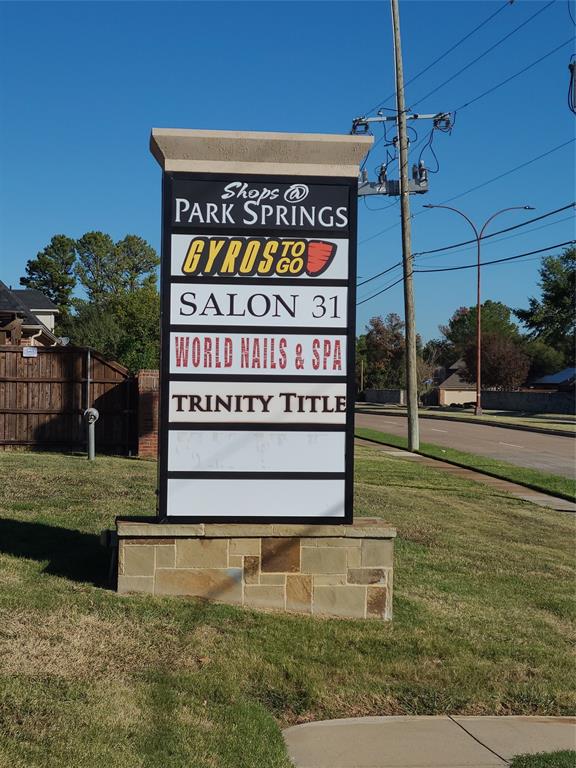 Shops @
PARK SPRINGS
GYROS TO GO
SALON 31
WORLD NAILS & SPA
TRINITY TITLE